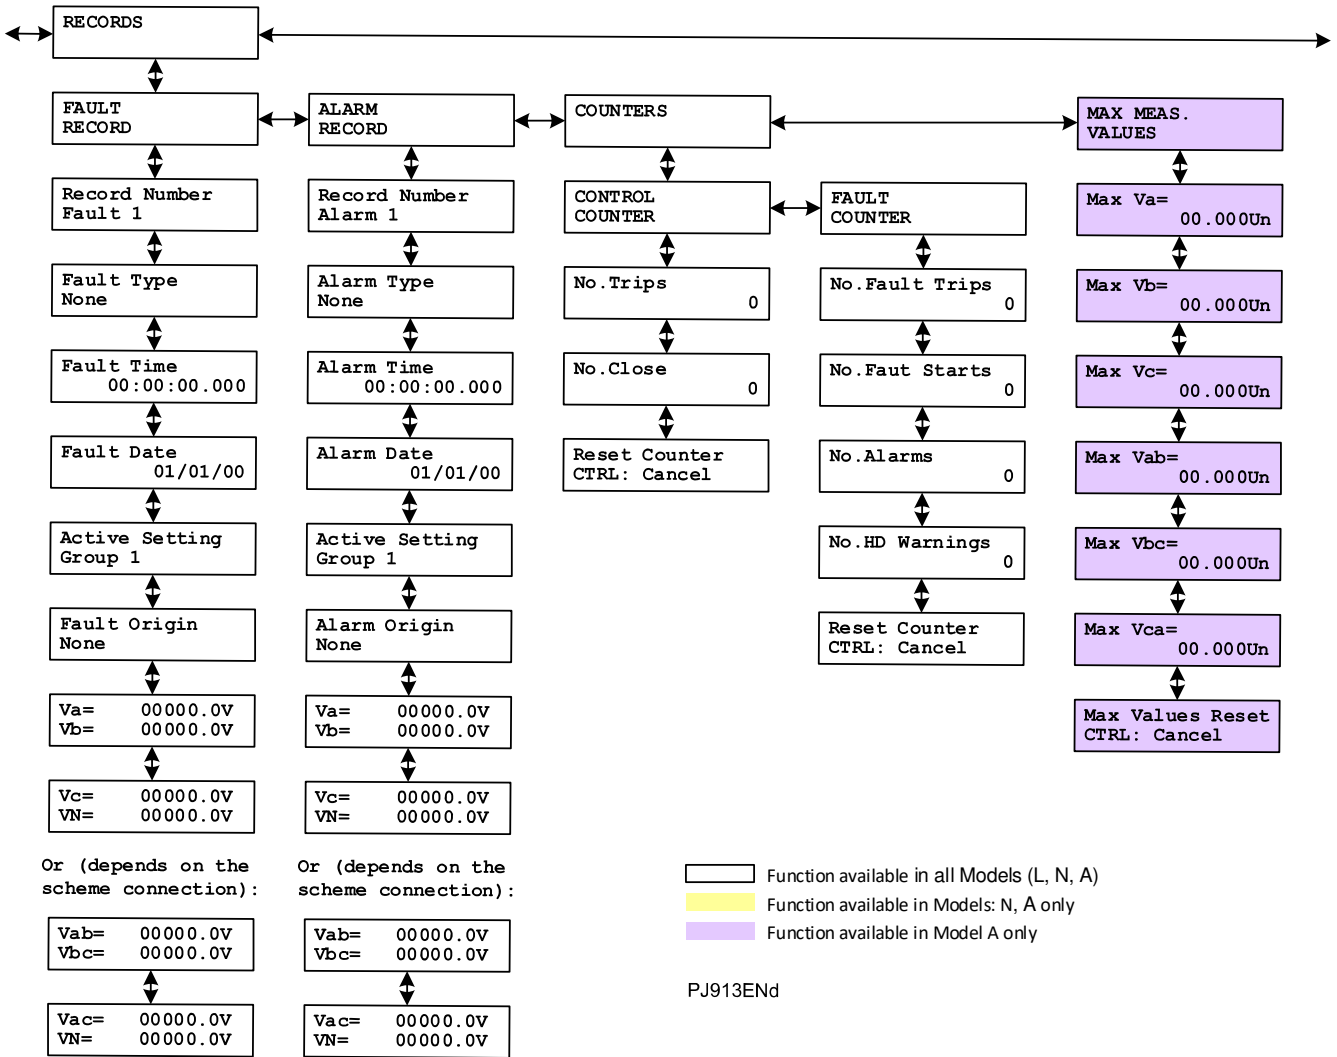 RECORDS
FAULT
RECORD
Record Number
Fault 1
Fault Type
None
Fault Time
00:00:00.000
Fault Date
01/01/00
Active Setting
Group 1
Fault Origin
None
Va= 00000.0V
Vb= 00000.0V
Vc= 00000.0V
VN= 00000.0V
Or (depends on the
scheme connection):
Vab= 00000.0V
Vbc= 00000.0V
Vac= 00000.0V
VN= 00000.0V
ALARM
RECORD
Record Number
Alarm 1
Alarm Type
None
Alarm Time
00:00:00.000
Alarm Date
01/01/00
Active Setting
Group 1
Alarm Origin
None
Va= 00000.0V
Vb= 00000.0V
Vc= 00000.0V
VN= 00000.0V
Or (depends on the
scheme connection):
Vab= 00000.0V
Vbc= 00000.0V
Vac= 00000.0V
VN= 00000.0V
COUNTERS
CONTROL
COUNTER
No.Trips
0
No.Close
0
Reset Counter
CTRL: Cancel
FAULT
COUNTER
No.Fault Trips
0
No.Faut Starts
0
No.Alarms
0
No.HD Warnings
0
Reset Counter
CTRL: Cancel
MAX MEAS.
VALUES
Max Va=
00.000Un
Max Vb=
00.000Un
Max Vc=
00.000Un
Max Vab=
00.000Un
Max Vbc=
00.000Un
Max Vca=
00.000Un
Max Values Reset
CTRL: Cancel
Function available in all Models (L, N, A)
Function available in Models: N, A only
Function available in Model A only
PJ913ENd